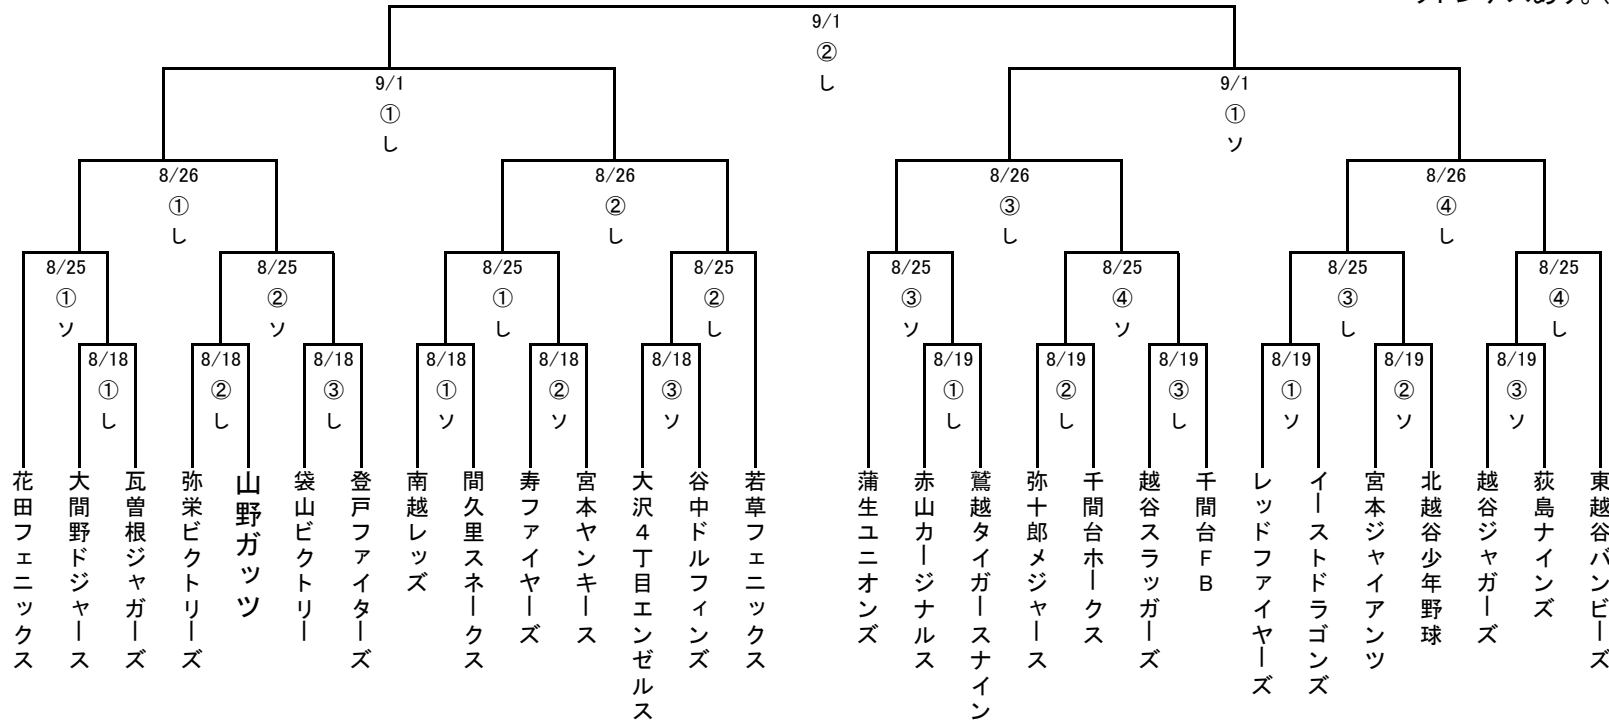 9/1
②
し
9/1
①
し
9/1
①
ソ
8/26
①
し
8/26
②
し
8/26
③
し
8/26
④
し
8/25
①
ソ
8/25
②
ソ
8/25
①
し
8/25
②
し
8/25
③
ソ
8/25
④
ソ
8/25
③
し
8/25
④
し
8/18
①
し
8/18
②
し
8/18
③
し
8/18
①
ソ
8/18
②
ソ
8/18
③
ソ
8/19
①
し
8/19
②
し
8/19
③
し
8/19
①
ソ
8/19
②
ソ
8/19
③
ソ
花田フェニックス
大間野ドジャース
瓦曽根ジャガーズ
弥栄ビクトリーズ
山野ガッツ
袋山ビクトリー
登戸ファイターズ
南越レッズ
間久里スネークス
寿ファイヤーズ
宮本ヤンキース
大沢4丁目エンゼルス
谷中ドルフィンズ
若草フェニックス
蒲生ユニオンズ
赤山カージナルス
鷲越タイガースナイン
弥十郎メジャース
千間台ホークス
越谷スラッガーズ
千間台FB
レッドファイヤーズ
イーストドラゴンズ
宮本ジャイアンツ
北越谷少年野球
越谷ジャガーズ
荻島ナインズ
東越谷バンビーズ